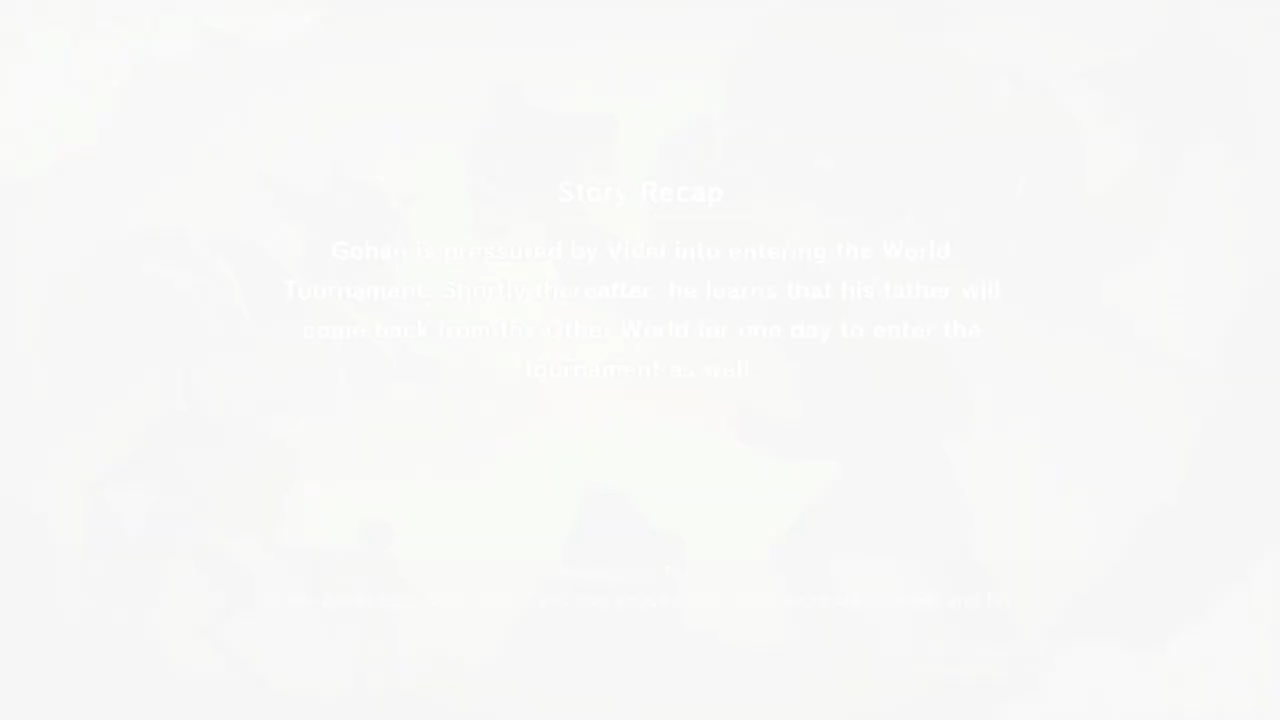 Story Recap
Gohan is pressured by Videl into entering the World
Tournament. Shortly thereafter, he learns that his father will
come back from the Other World for one day to enter the
tournament as well.